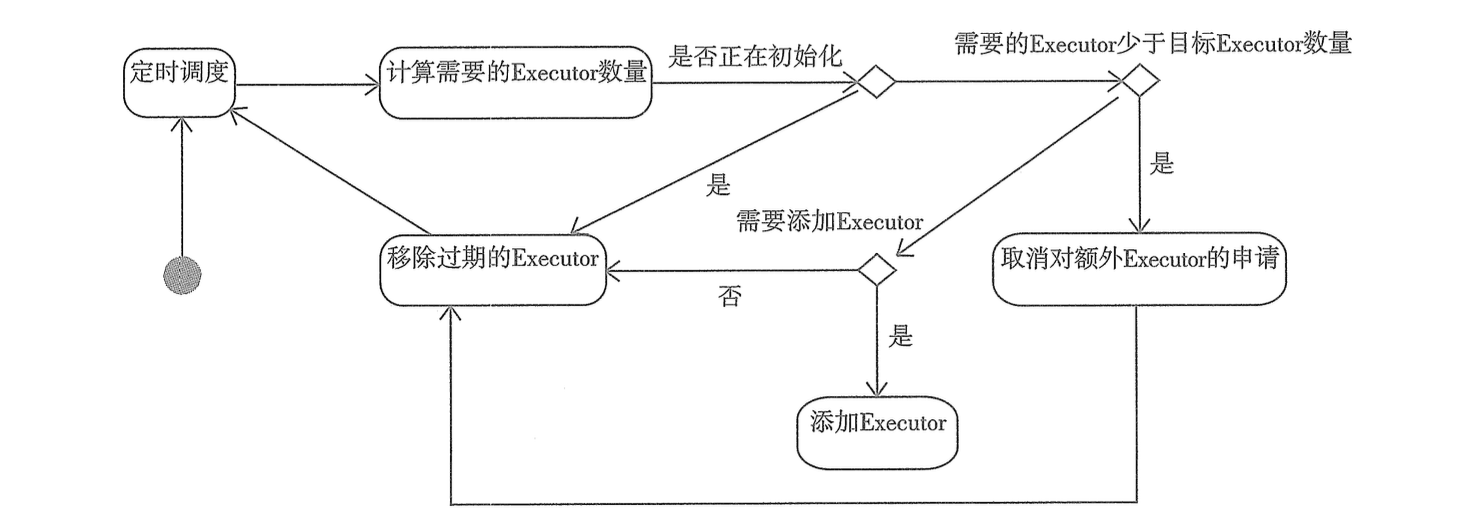 定时调度
计算需要的Executor数量
是否正在初始化
需要的Executor少于目标Executor数量
是
是
需要添加Executor
移除过期的Executor
否
取消对额外Executor的申请
是
添加Executor